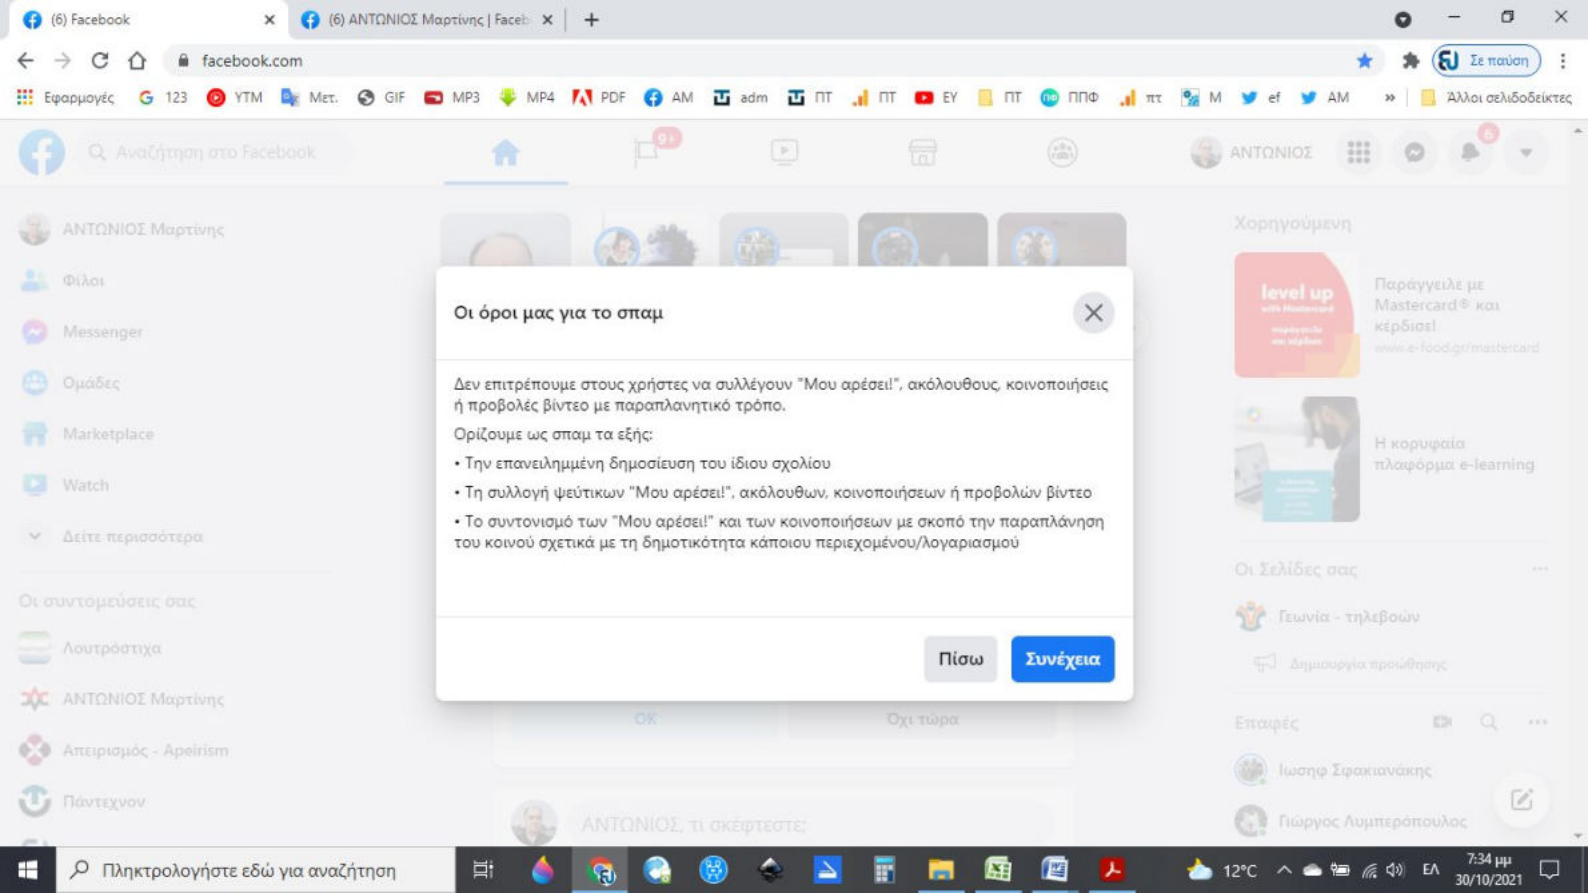 (6) Facebook
(6) ΑΝΤΩΝΙΟΣ Μαρτίνης | Faceb
facebook.com
Σε παύση
Εφαρμογές 123 YTM Μετ. GIF MP3 MP4 PDF AM adm ΠΤ ΠΤ ΕΥ ΠΤ ΠΠΦ πτ Μ ef AM » Άλλοι σελιδοδείκτες
Αναζήτηση στο Facebook
9+
ΑΝΤΩΝΙΟΣ
6
ΑΝΤΩΝΙΟΣ Μαρτίνης
Φίλοι
Messenger
Ομάδες
Marketplace
Watch
Δείτε περισσότερα
Οι συντομεύσεις σας
Λουτρόστιχα
ΑΝΤΩΝΙΟΣ Μαρτίνης
Απειρισμός - Apeirism
Πάντεχνον
Οι όροι μας για το σπαμ
Δεν επιτρέπουμε στους χρήστες να συλλέγουν "Μου αρέσει!", ακόλουθους, κοινοποιήσεις
ή προβολές βίντεο με παραπλανητικό τρόπο.
Ορίζουμε ως σπαμ τα εξής:
• Την επανειλημμένη δημοσίευση του ίδιου σχολίου
• Τη συλλογή ψεύτικων "Μου αρέσει!", ακόλουθων, κοινοποιήσεων ή προβολών βίντεο
• Το συντονισμό των "Μου αρέσει!" και των κοινοποιήσεων με σκοπό την παραπλάνηση
του κοινού σχετικά με τη δημοτικότητα κάποιου περιεχομένου/λογαριασμού
Πίσω
Συνέχεια
OK
Όχι τώρα
ΑΝΤΩΝΙΟΣ, τι σκέφτεστε;
Χορηγούμενη
level up
with Mastercard
Παράγγειλε με
Mastercard® και
κέρδισε!
www.e-food.gr/mastercard
Η κορυφαία
πλαφόρμα e-learning
Οι Σελίδες σας
Γεωνία - τηλεβοών
Δημιουργία προώθησης
Επαφές
Ιωσηφ Σφακιανάκης
Γιώργος Λυμπερόπουλος
Πληκτρολογήστε εδώ για αναζήτηση
12°C
ΕΛ
7:34 μμ
30/10/2021